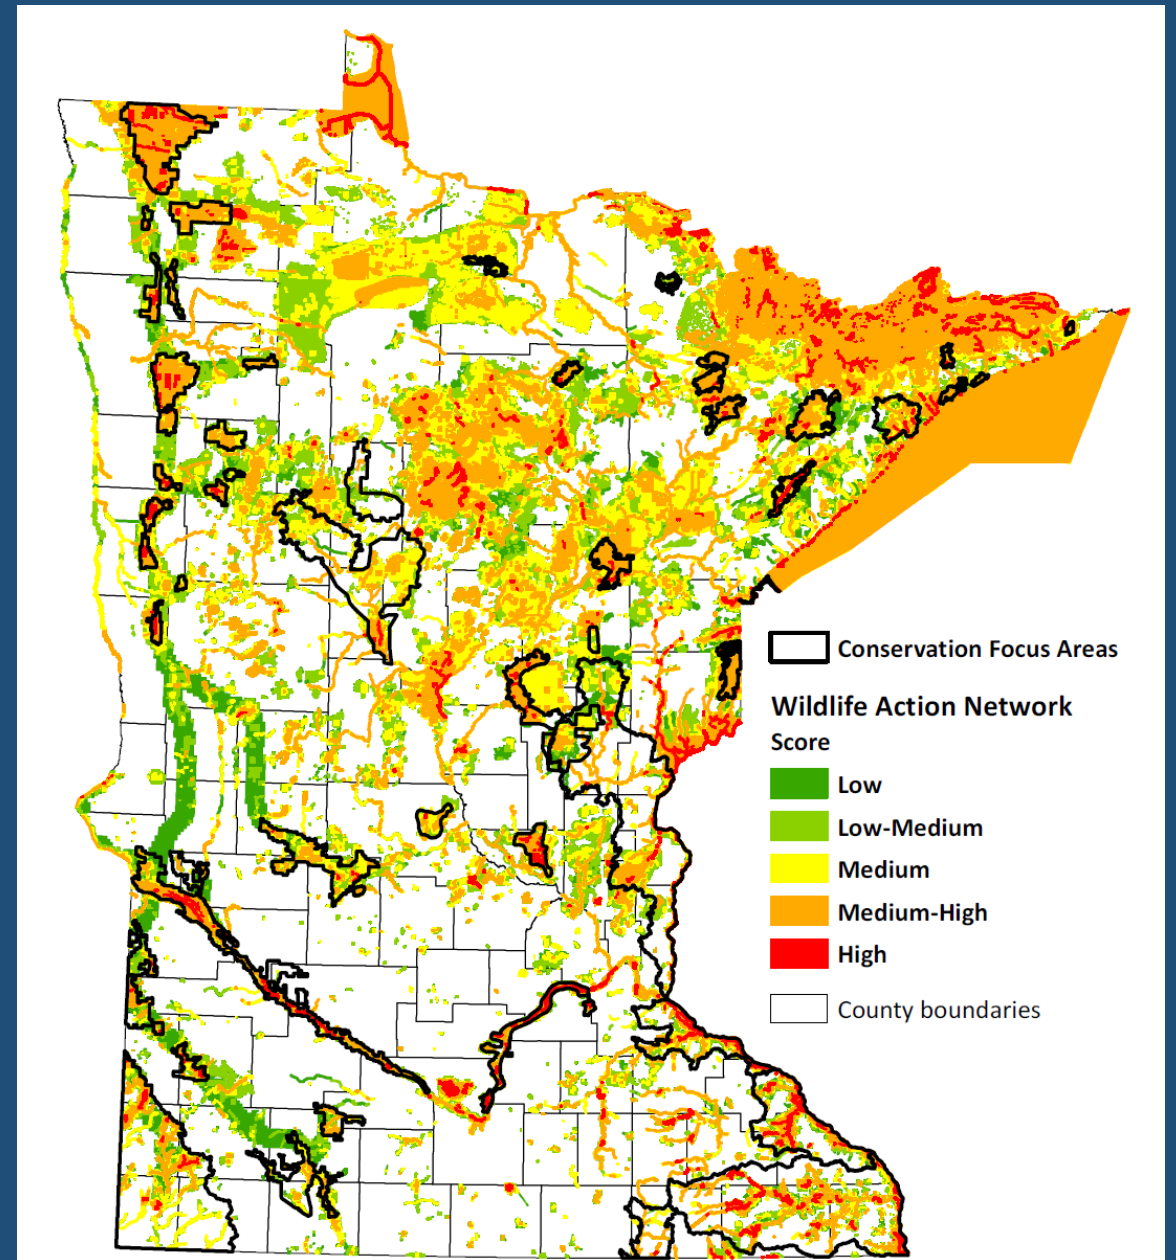 Conservation Focus Areas
Wildlife Action Network
Score
Low
Low-Medium
Medium
Medium-High
High
County boundaries